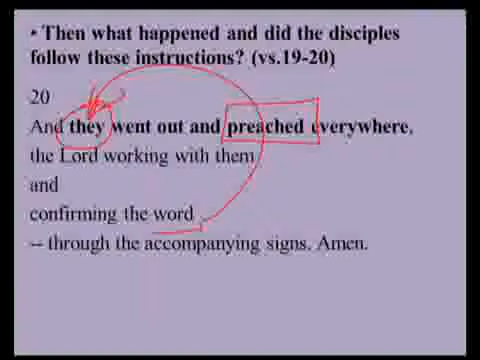 • Then what happened and did the disciples
follow these instructions? (vs.19-20)
20
And they went out and preached everywhere,
the Lord working with them
and
confirming the word
-- through the accompanying signs. Amen.